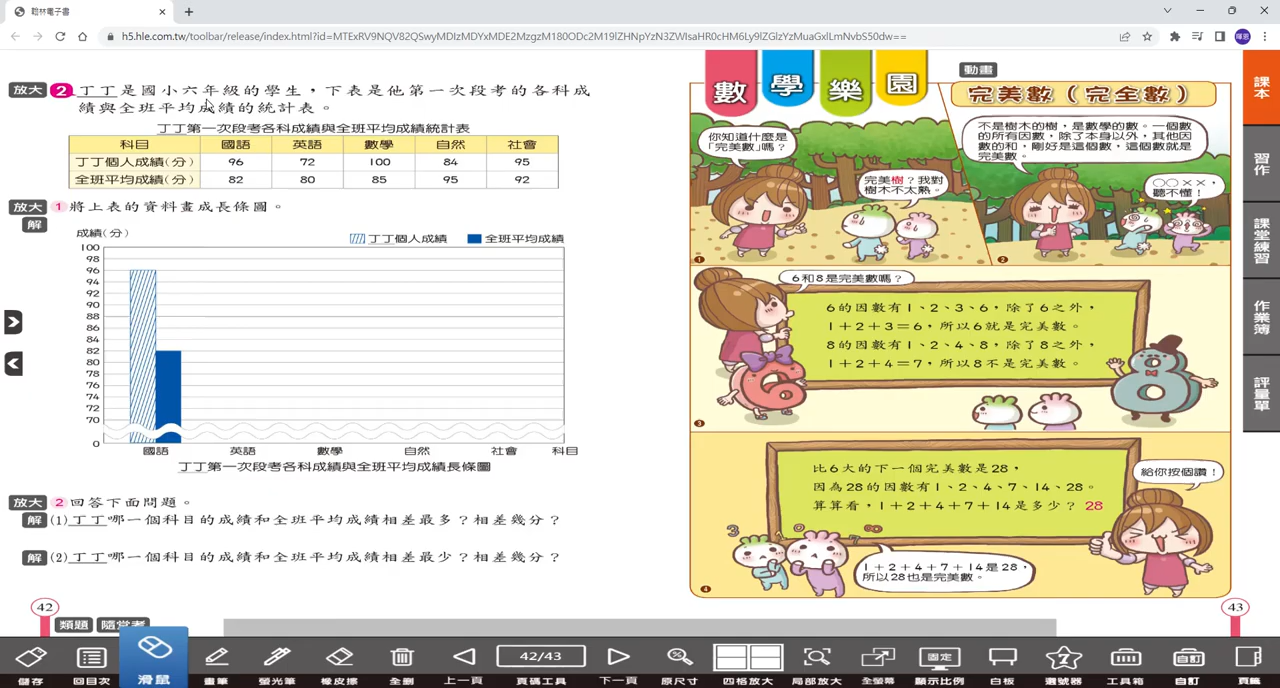 翰林電子書
h5.hle.com.tw/toolbar/release/index.html?id=MTExRV9NQV82QSwyMDIzMDYxMDE2MzgzM180ODc2M19lZHNpYzN3ZWIsaHR0cHM6Ly9lZGlzYzMuaGxlLmNvbS50dw==
放大 2 丁丁是國小六年級的學生，下表是他第一次段考的各科成
績與全班平均成績的統計表。
丁丁第一次段考各科成績與全班平均成績統計表
科目 國語 英語 數學 自然 社會
丁丁個人成績(分) 96 72 100 84 95
全班平均成績(分) 82 80 85 95 92
放大 1 將上表的資料畫成長條圖。
解
成績(分)
丁丁個人成績 全班平均成績
100
98
96
94
92
90
88
86
84
82
80
78
76
74
72
70
0
國語 英語 數學 自然 社會 科目
丁丁第一次段考各科成績與全班平均成績長條圖
放大 2 回答下面問題。
解 (1)丁丁哪一個科目的成績和全班平均成績相差最多？相差幾分？
解 (2)丁丁哪一個科目的成績和全班平均成績相差最少？相差幾分？
42
類題 隨堂考
數學樂園
動畫
完美數（完全數）
你知道什麼是
「完美數」嗎？
完美樹？我對
樹木不太熟。
1
不是樹木的樹，是數學的數。一個數
的所有因數，除了本身以外，其他因
數的和，剛好是這個數，這個數就是
完美數。
○○××，
聽不懂！
2
6和8是完美數嗎？
6的因數有1、2、3、6，除了6之外，
1＋2＋3＝6，所以6就是完美數。
8的因數有1、2、4、8，除了8之外，
1＋2＋4＝7，所以8不是完美數。
6
8
3
比6大的下一個完美數是28，
因為28的因數有1、2、4、7、14、28。
算算看，1＋2＋4＋7＋14是多少？ 28
給你按個讚！
1＋2＋4＋7＋14是28，
所以28也是完美數。
4
43
課本
習作
課堂練習
作業簿
評量單
42/43
儲存 回目次 滑鼠 畫筆 螢光筆 橡皮擦 全刪 上一頁 頁碼工具 下一頁 原尺寸 四格放大 局部放大 全螢幕 固定 顯示比例 白板 選號器 工具箱 自訂 自訂 頁籤